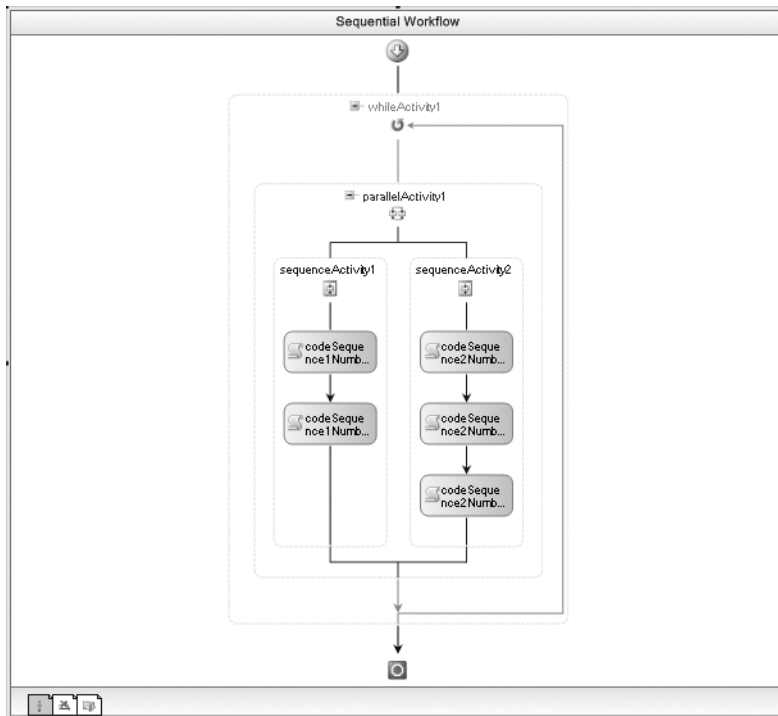 Sequential Workflow
whileActivity1
parallelActivity1
sequenceActivity1
sequenceActivity2
codeSeque
nce1Numb...
codeSeque
nce2Numb...
codeSeque
nce1Numb...
codeSeque
nce2Numb...
codeSeque
nce2Numb...